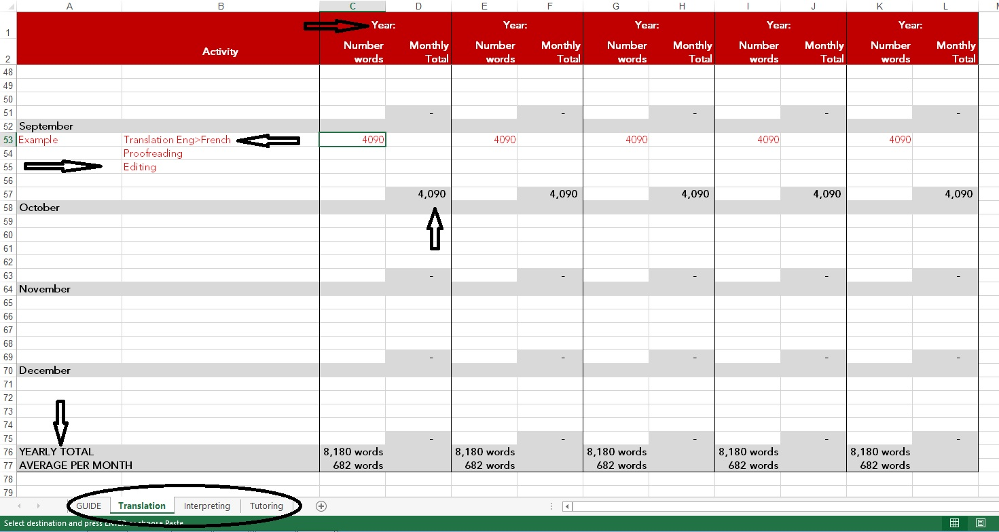 A B C D E F G H I J K L
1 Year: Year: Year: Year: Year:
2 Activity Number words Monthly Total Number words Monthly Total Number words Monthly Total Number words Monthly Total Number words Monthly Total
48
49
50
51 - - - - -
52 September
53 Example Translation Eng>French 4090 4090 4090 4090 4090
54 Proofreading
55 Editing
56
57 4,090 4,090 4,090 4,090 4,090
58 October
59
60
61
62
63 - - - - -
64 November
65
66
67
68
69 - - - - -
70 December
71
72
73
74
75 - - - - -
76 YEARLY TOTAL 8,180 words 8,180 words 8,180 words 8,180 words 8,180 words
77 AVERAGE PER MONTH 682 words 682 words 682 words 682 words 682 words
78
79
GUIDE Translation Interpreting Tutoring
Select destination and press ENTER or choose Paste